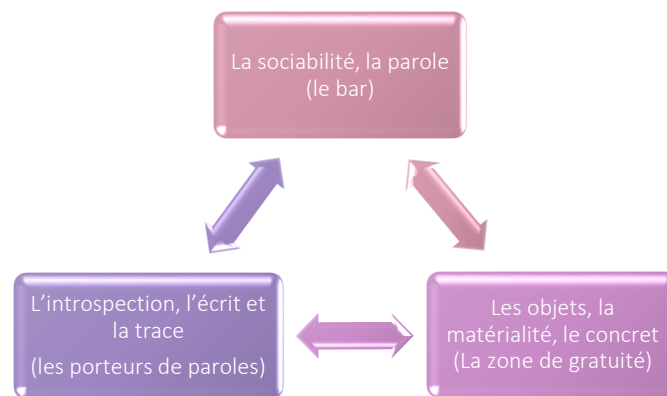 La sociabilité, la parole
(le bar)
L’introspection, l’écrit et
la trace
(les porteurs de paroles)
Les objets, la
matérialité, le concret
(La zone de gratuité)